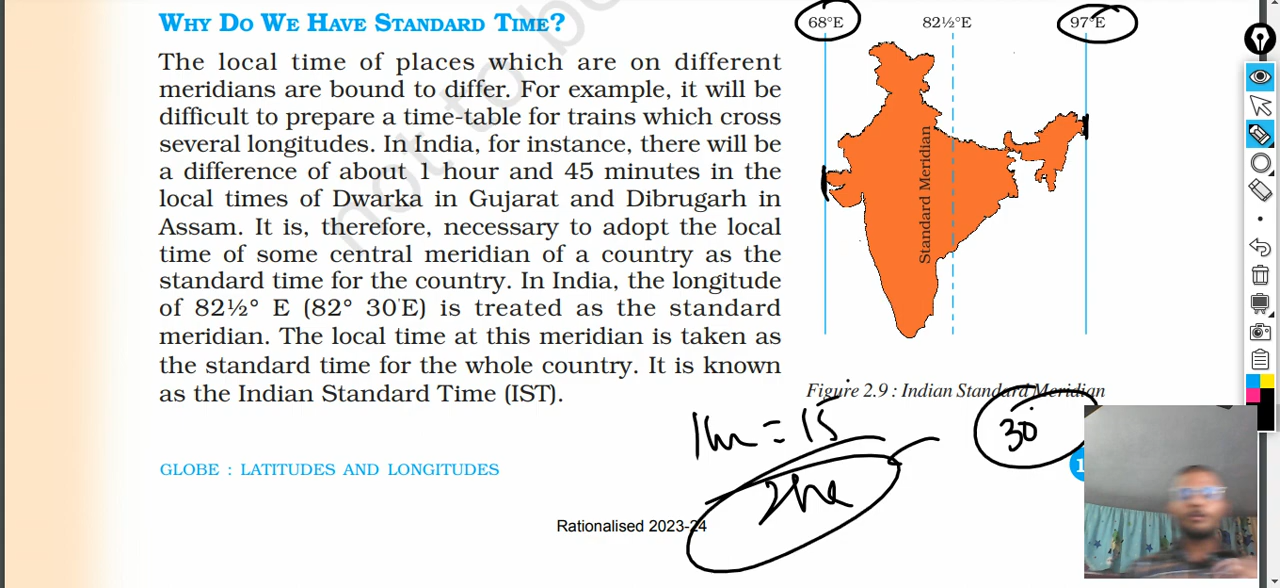 WHY DO WE HAVE STANDARD TIME?
The local time of places which are on different
meridians are bound to differ. For example, it will be
difficult to prepare a time-table for trains which cross
several longitudes. In India, for instance, there will be
a difference of about 1 hour and 45 minutes in the
local times of Dwarka in Gujarat and Dibrugarh in
Assam. It is, therefore, necessary to adopt the local
time of some central meridian of a country as the
standard time for the country. In India, the longitude
of 82½° E (82° 30'E) is treated as the standard
meridian. The local time at this meridian is taken as
the standard time for the whole country. It is known
as the Indian Standard Time (IST).
68°E 82½°E 97°E
Standard Meridian
Figure 2.9 : Indian Standard Meridian
1hr = 15°
30°
2hr
GLOBE : LATITUDES AND LONGITUDES
Rationalised 2023-24
not to be